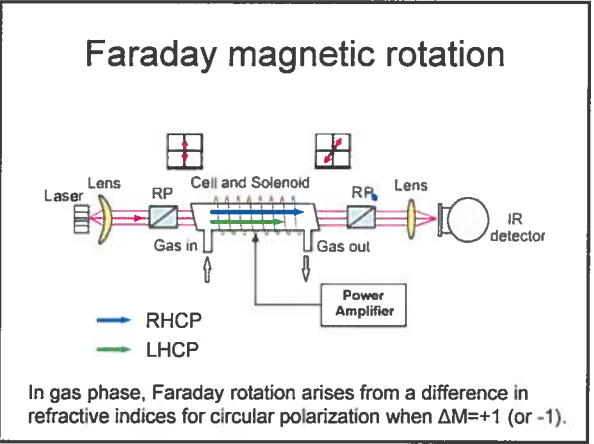 Faraday magnetic rotation
Laser
Lens
RP
Cell and Solenoid
RP
Lens
IR
detector
Gas in
Gas out
Power
Amplifier
RHCP
LHCP
In gas phase, Faraday rotation arises from a difference in
refractive indices for circular polarization when ΔM=+1 (or -1).